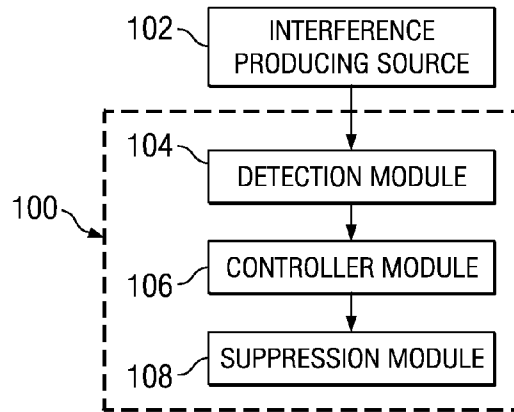 102
INTERFERENCE
PRODUCING SOURCE
104
DETECTION MODULE
100
106
CONTROLLER MODULE
108
SUPPRESSION MODULE